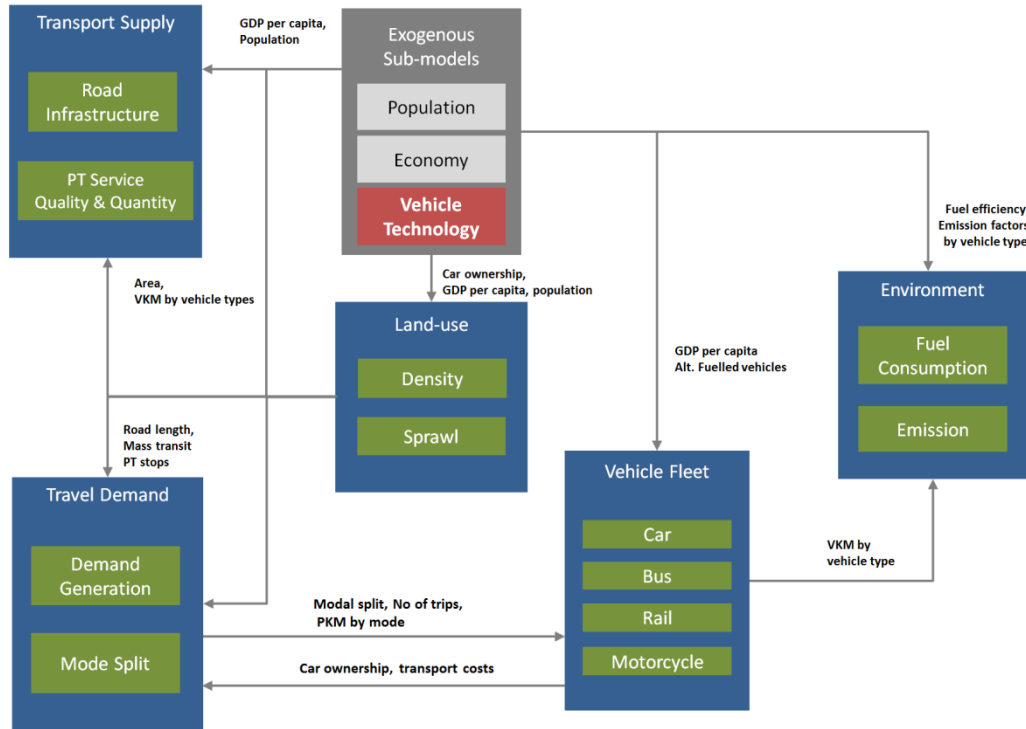 Transport Supply
Road
Infrastructure
PT Service
Quality & Quantity
GDP per capita,
Population
Exogenous
Sub-models
Population
Economy
Vehicle
Technology
Fuel efficiency
Emission factors
by vehicle type
Area,
VKM by vehicle types
Car ownership,
GDP per capita, population
Land-use
Density
Sprawl
Environment
Fuel
Consumption
Emission
GDP per capita
Alt. Fuelled vehicles
Road length,
Mass transit
PT stops
Travel Demand
Demand
Generation
Mode Split
Vehicle Fleet
Car
Bus
Rail
Motorcycle
VKM by
vehicle type
Modal split, No of trips,
PKM by mode
Car ownership, transport costs